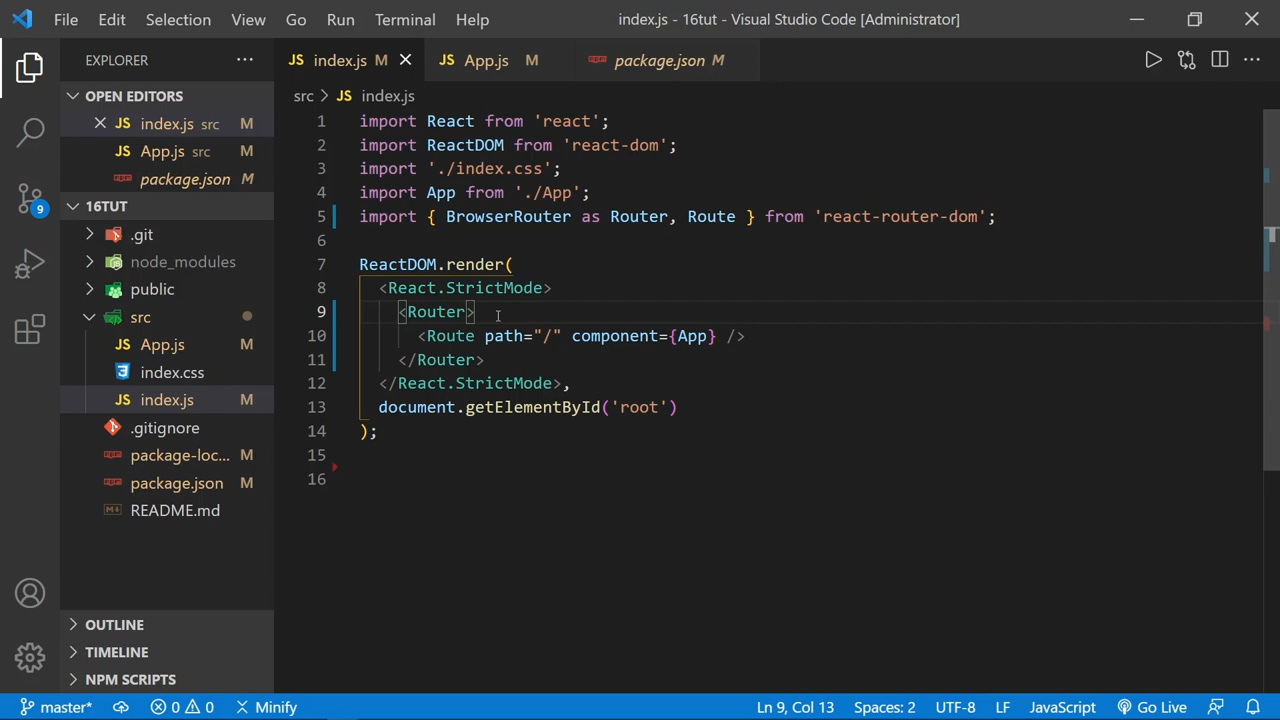 File Edit Selection View Go Run Terminal Help index.js - 16tut - Visual Studio Code [Administrator]
EXPLORER ···
JS index.js M
JS App.js M
package.json M
OPEN EDITORS
JS index.js src M
JS App.js src M
package.json M
16TUT
.git
node_modules
public
src
JS App.js M
index.css
JS index.js M
.gitignore
package-loc... M
package.json M
README.md
OUTLINE
TIMELINE
NPM SCRIPTS
9
src > JS index.js
1 import React from 'react';
2 import ReactDOM from 'react-dom';
3 import './index.css';
4 import App from './App';
5 import { BrowserRouter as Router, Route } from 'react-router-dom';
6
7 ReactDOM.render(
8 <React.StrictMode>
9 <Router>
10 <Route path="/" component={App} />
11 </Router>
12 </React.StrictMode>,
13 document.getElementById('root')
14 );
15
16
master* 0 0 Minify Ln 9, Col 13 Spaces: 2 UTF-8 LF JavaScript Go Live